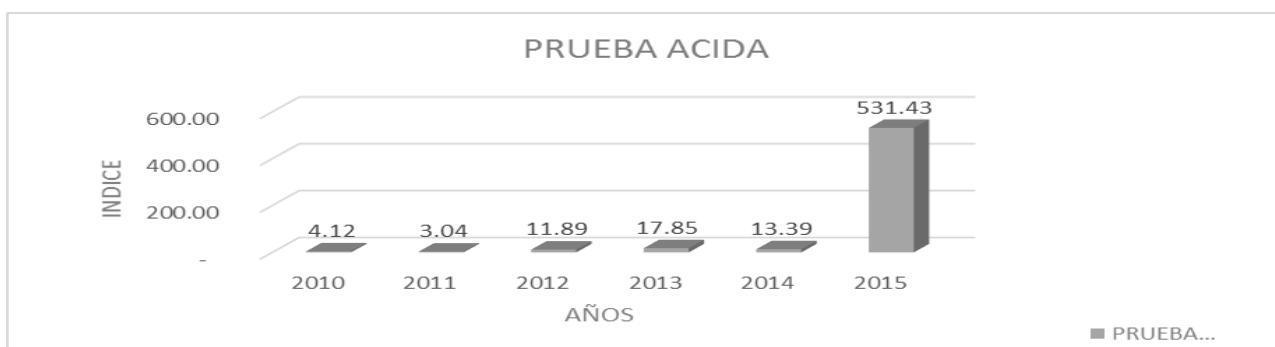 PRUEBA ACIDA
INDICE
600.00
400.00
200.00
-
4.12 3.04 11.89 17.85 13.39 531.43
2010 2011 2012 2013 2014 2015
AÑOS
PRUEBA...